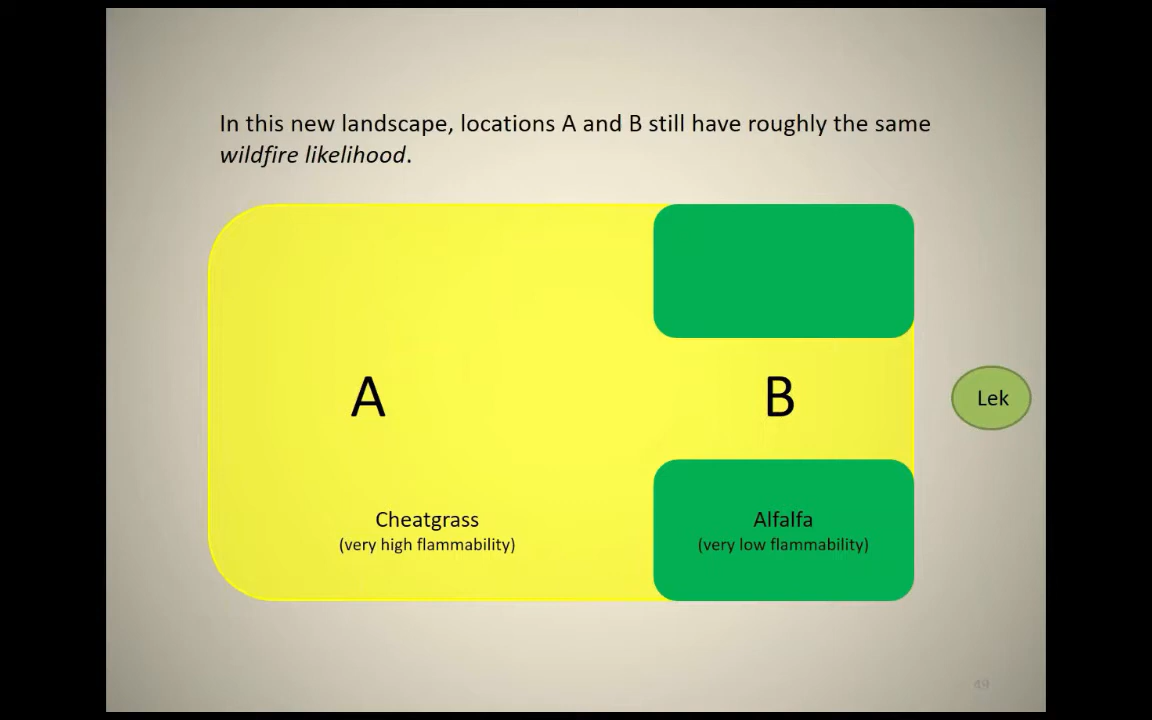 In this new landscape, locations A and B still have roughly the same
wildfire likelihood.
A
B
Lek
Cheatgrass
(very high flammability)
Alfalfa
(very low flammability)
49